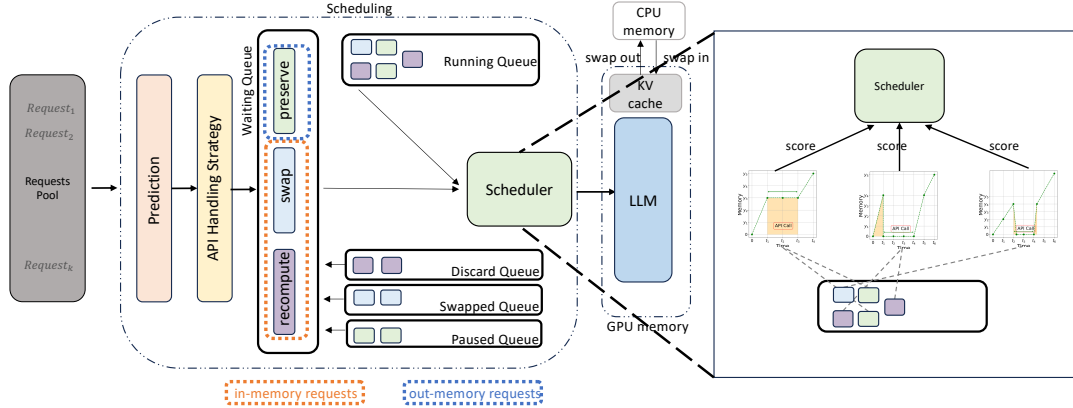 Scheduling
CPU
memory
swap out
swap in
KV
cache
Request1
Request2
Requests
Pool
Requestk
Prediction
API Handling Strategy
Waiting Queue
preserve
swap
recompute
Running Queue
Scheduler
Discard Queue
Swapped Queue
Paused Queue
LLM
GPU memory
in-memory requests
out-memory requests
Scheduler
score
score
score
Memory
API Call
Time
Memory
API Call
Time
Memory
API Call
Time